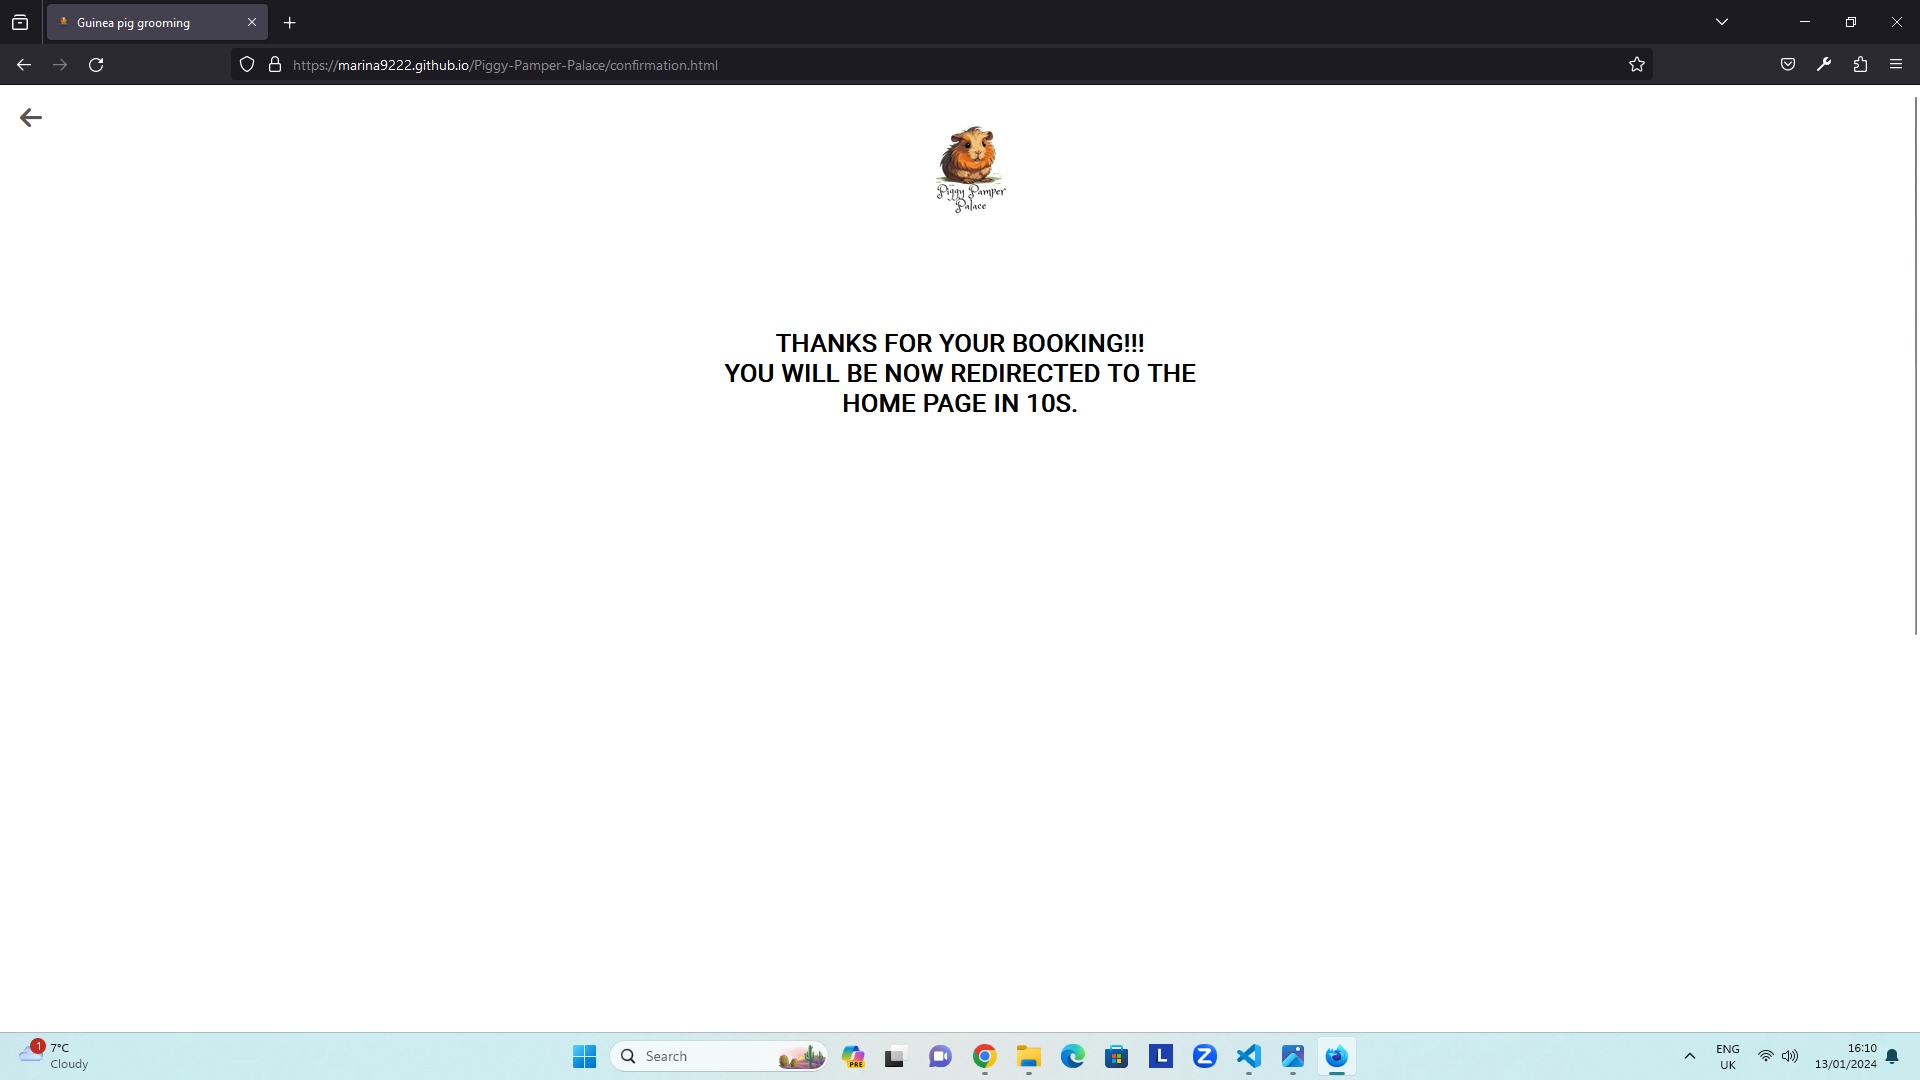 Guinea pig grooming
https://marina9222.github.io/Piggy-Pamper-Palace/confirmation.html
Piggy Pamper
Palace
THANKS FOR YOUR BOOKING!!!
YOU WILL BE NOW REDIRECTED TO THE
HOME PAGE IN 10S.
1
7°C
Cloudy
Search
PRE
L
Z
ENG
UK
16:10
13/01/2024